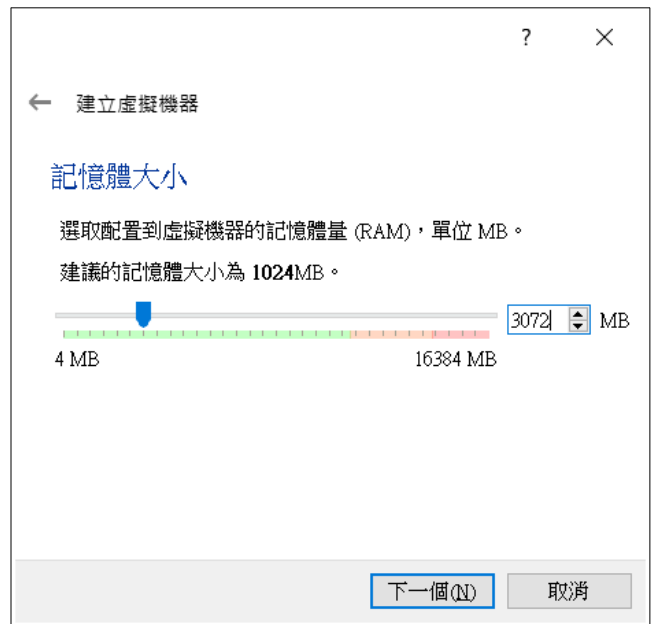 ?
建立虛擬機器
記憶體大小
選取配置到虛擬機器的記憶體量 (RAM)，單位 MB。
建議的記憶體大小為 1024MB。
3072 MB
4 MB 16384 MB
下一個(N) 取消